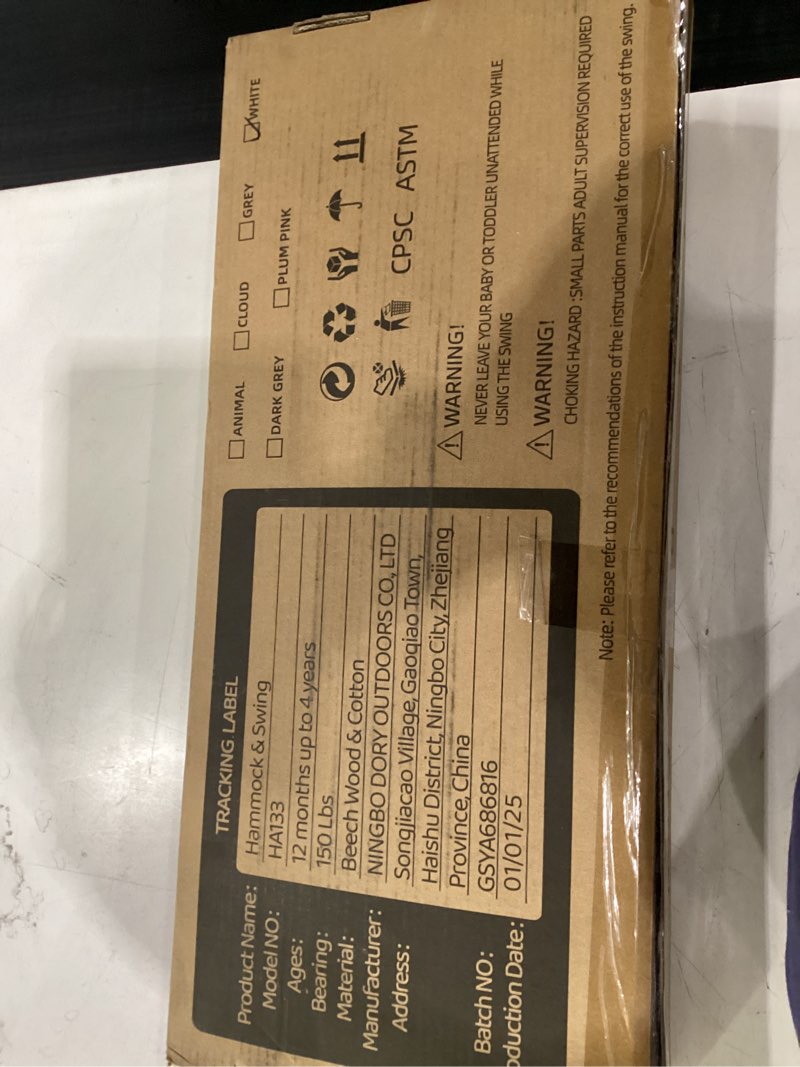 TRACKING LABEL
Product Name: Hammock & Swing
Model NO: HA133
Ages: 12 months up to 4 years
Bearing: 150 Lbs
Material: Beech Wood & Cotton
Manufacturer: NINGBO DORY OUTDOORS CO., LTD
Address: Songjiacao Village, Gaoqiao Town,
Haishu District, Ningbo City, Zhejiang
Province, China
Batch NO: GSYA686816
oduction Date: 01/01/25
ANIMAL CLOUD GREY WHITE
DARK GREY PLUM PINK
CPSC ASTM
WARNING!
NEVER LEAVE YOUR BABY OR TODDLER UNATTENDED WHILE
USING THE SWING
WARNING!
CHOKING HAZARD :SMALL PARTS ADULT SUPERVISION REQUIRED
Note: Please refer to the recommendations of the instruction manual for the correct use of the swing.